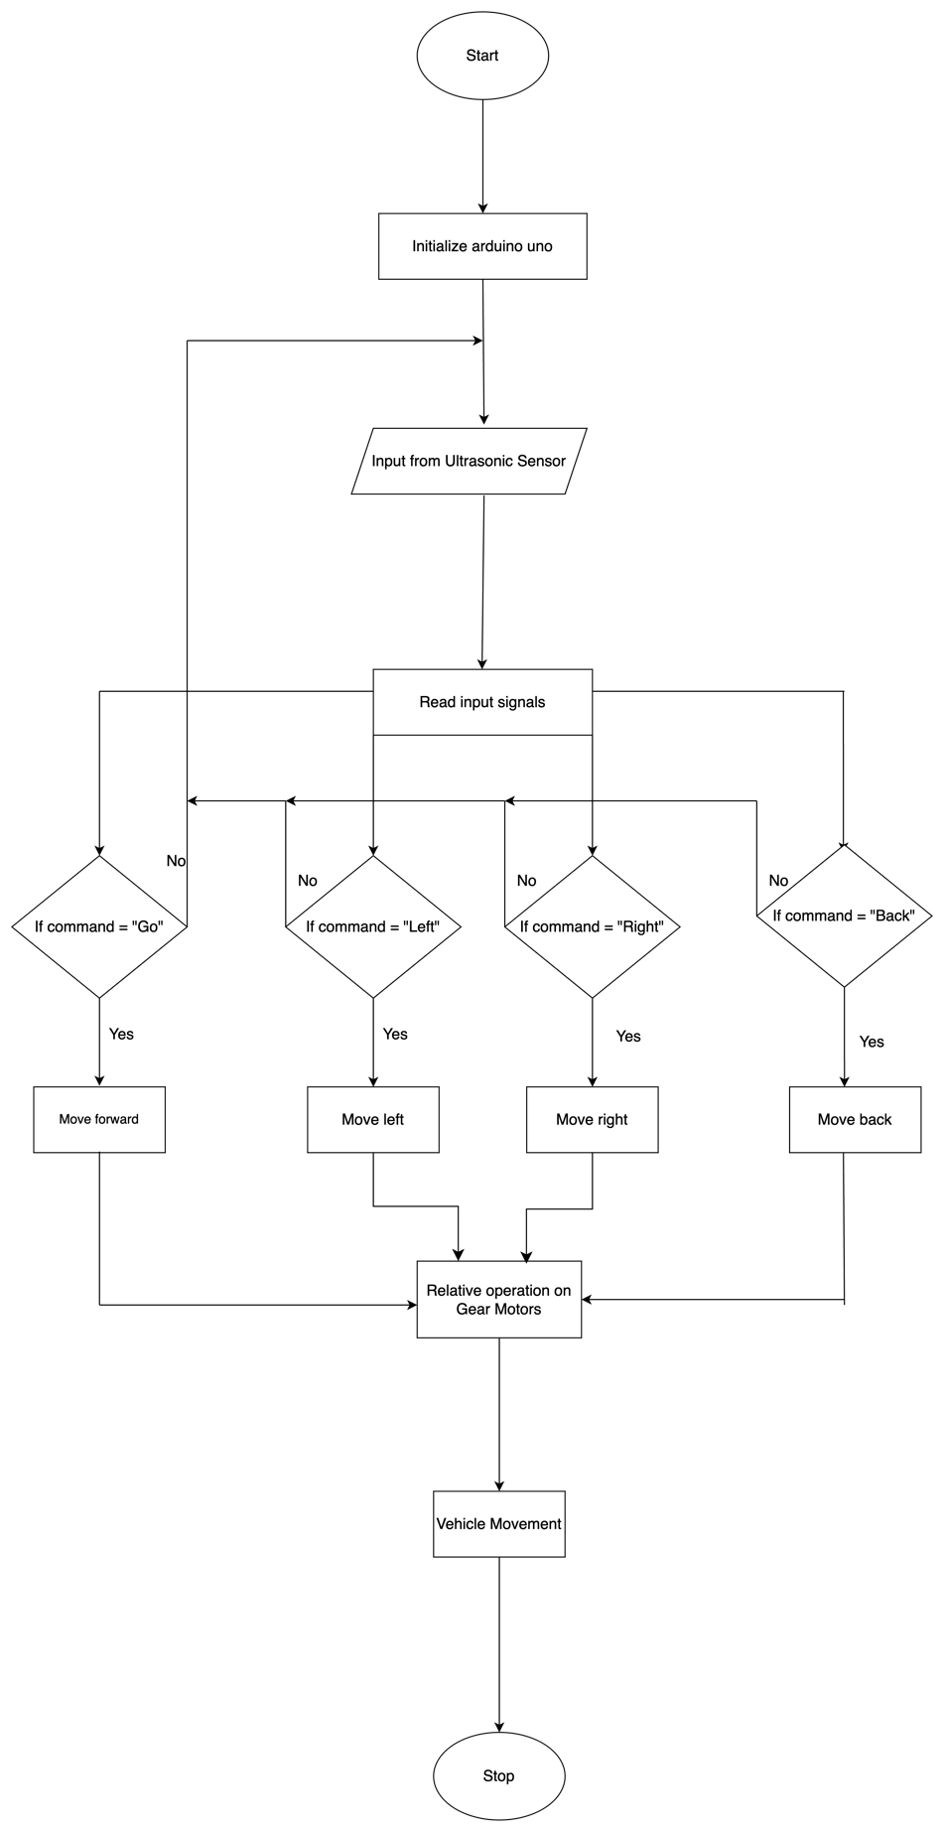 Start
Initialize arduino uno
Input from Ultrasonic Sensor
Read input signals
No
No
No
No
If command = "Go"
If command = "Left"
If command = "Right"
If command = "Back"
Yes
Yes
Yes
Yes
Move forward
Move left
Move right
Move back
Relative operation on
Gear Motors
Vehicle Movement
Stop